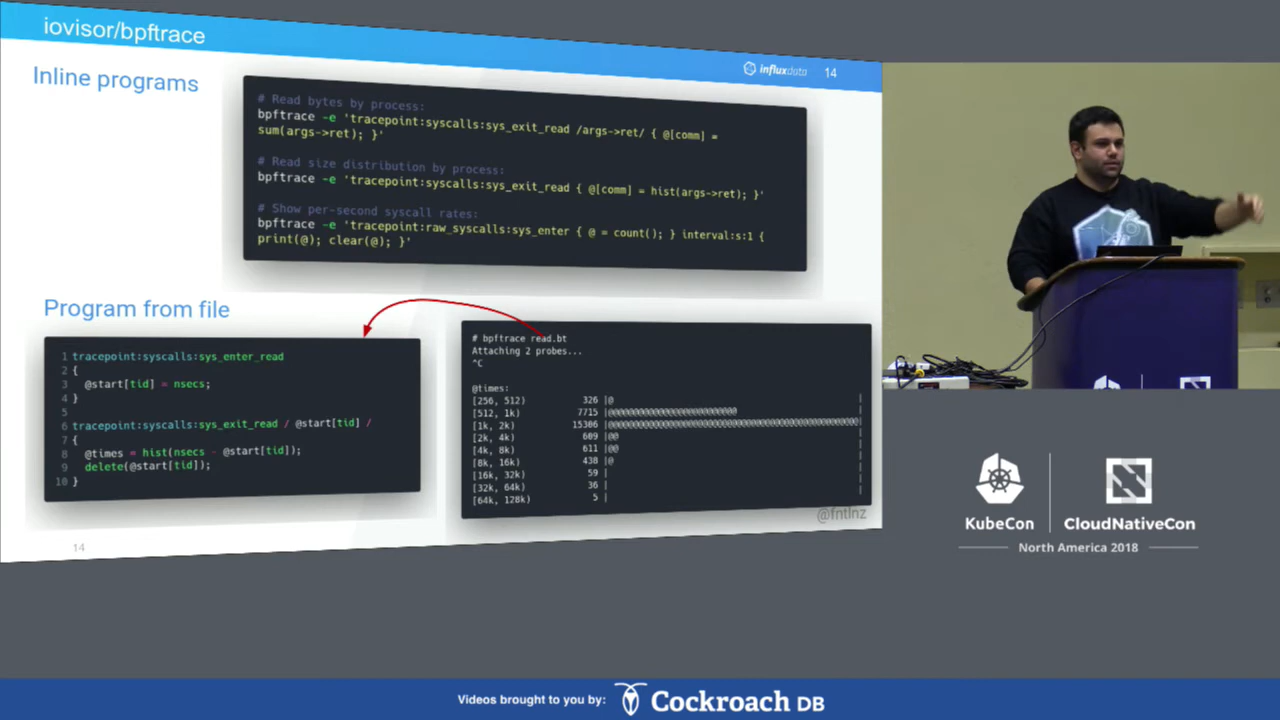 iovisor/bpftrace
influxdata 14
Inline programs
# Read bytes by process:
bpftrace -e 'tracepoint:syscalls:sys_exit_read /args->ret/ { @[comm] =
sum(args->ret); }'
# Read size distribution by process:
bpftrace -e 'tracepoint:syscalls:sys_exit_read { @[comm] = hist(args->ret); }'
# Show per-second syscall rates:
bpftrace -e 'tracepoint:raw_syscalls:sys_enter { @ = count(); } interval:s:1 {
print(@); clear(@); }'
Program from file
1 tracepoint:syscalls:sys_enter_read
2 {
3 @start[tid] = nsecs;
4 }
5
6 tracepoint:syscalls:sys_exit_read / @start[tid] /
7 {
8 @times = hist(nsecs - @start[tid]);
9 delete(@start[tid]);
10 }
# bpftrace read.bt
Attaching 2 probes...
^C
@times:
[256, 512) 326 |@ |
[512, 1k) 7715 |@@@@@@@@@@@@@@@@@@@@@@@@@@ |
[1k, 2k) 15306 |@@@@@@@@@@@@@@@@@@@@@@@@@@@@@@@@@@@@@@@@@@@@@@@@@@@@|
[2k, 4k) 609 |@@ |
[4k, 8k) 611 |@@ |
[8k, 16k) 438 |@ |
[16k, 32k) 59 | |
[32k, 64k) 36 | |
[64k, 128k) 5 | |
@fntlnz
14
KubeCon CloudNativeCon
North America 2018
Videos brought to you by: Cockroach DB